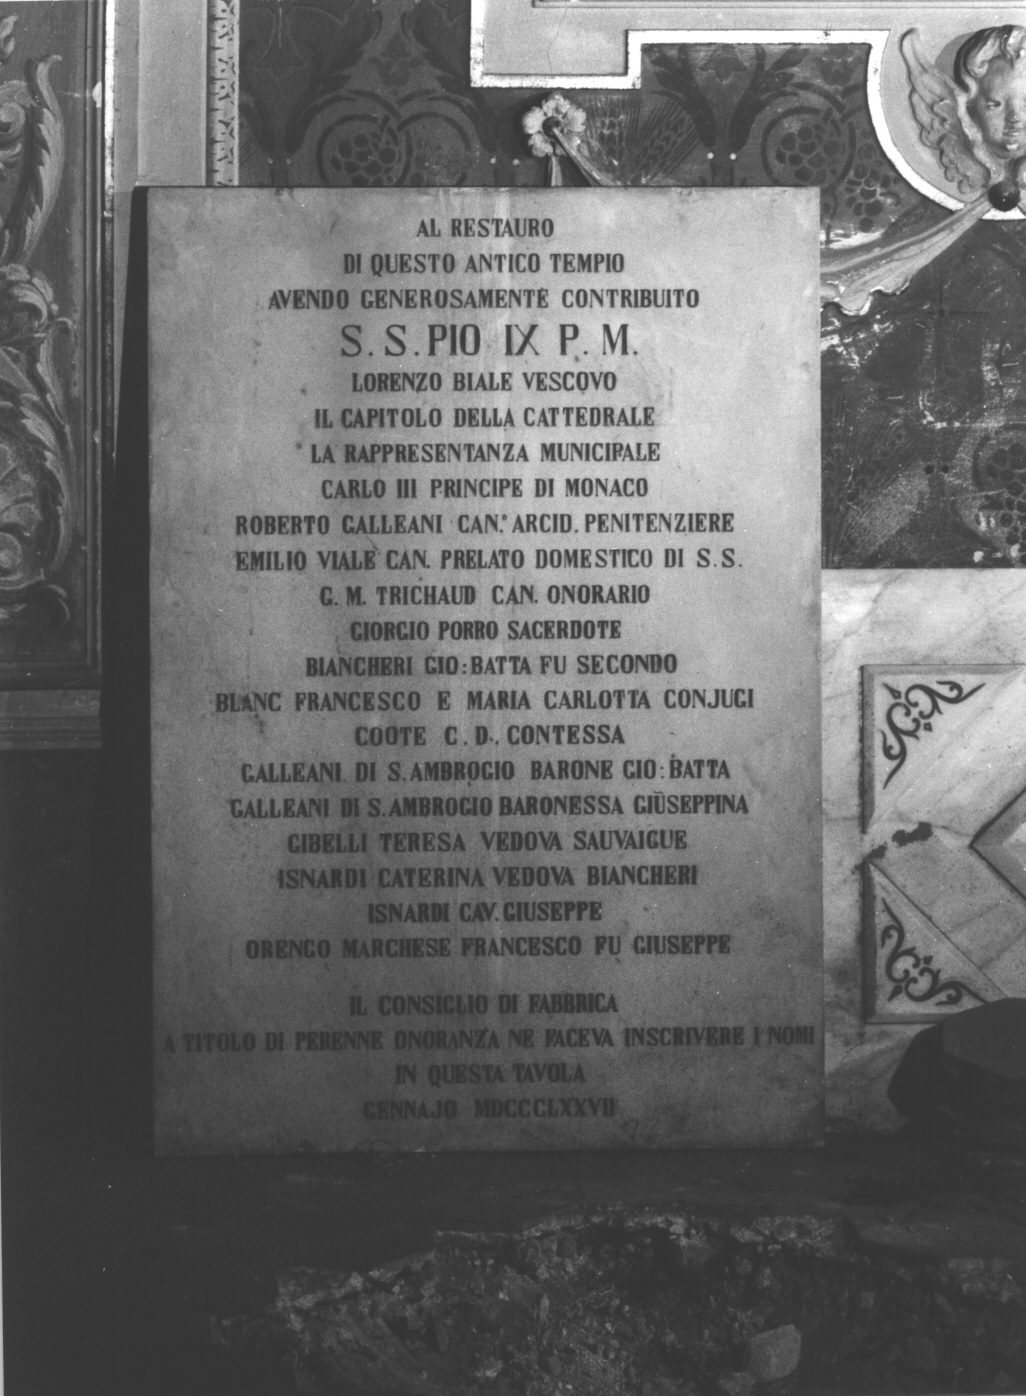 AL RESTAURO
DI QUESTO ANTICO TEMPIO
AVENDO GENEROSAMENTE CONTRIBUITO
S. S. PIO IX P. M.
LORENZO BIALE VESCOVO
IL CAPITOLO DELLA CATTEDRALE
LA RAPPRESENTANZA MUNICIPALE
CARLO III PRINCIPE DI MONACO
ROBERTO GALLEANI CAN.° ARCID. PENITENZIERE
EMILIO VIALE CAN. PRELATO DOMESTICO DI S. S.
G. M. TRICHAUD CAN. ONORARIO
GIORGIO PORRO SACERDOTE
BIANCHERI GIO: BATTA FU SECONDO
BLANC FRANCESCO E MARIA CARLOTTA CONJUGI
COOTE C. D. CONTESSA
GALLEANI DI S. AMBROGIO BARONE GIO: BATTA
GALLEANI DI S. AMBROGIO BARONESSA GIUSEPPINA
GIBELLI TERESA VEDOVA SAUVAIGUE
ISNARDI CATERINA VEDOVA BIANCHERI
ISNARDI CAV. GIUSEPPE
ORENGO MARCHESE FRANCESCO FU GIUSEPPE
IL CONSIGLIO DI FABBRICA
A TITOLO DI PERENNE ONORANZA NE FACEVA INSCRIVERE I NOMI
IN QUESTA TAVOLA
GENNAJO MDCCCLXXVII